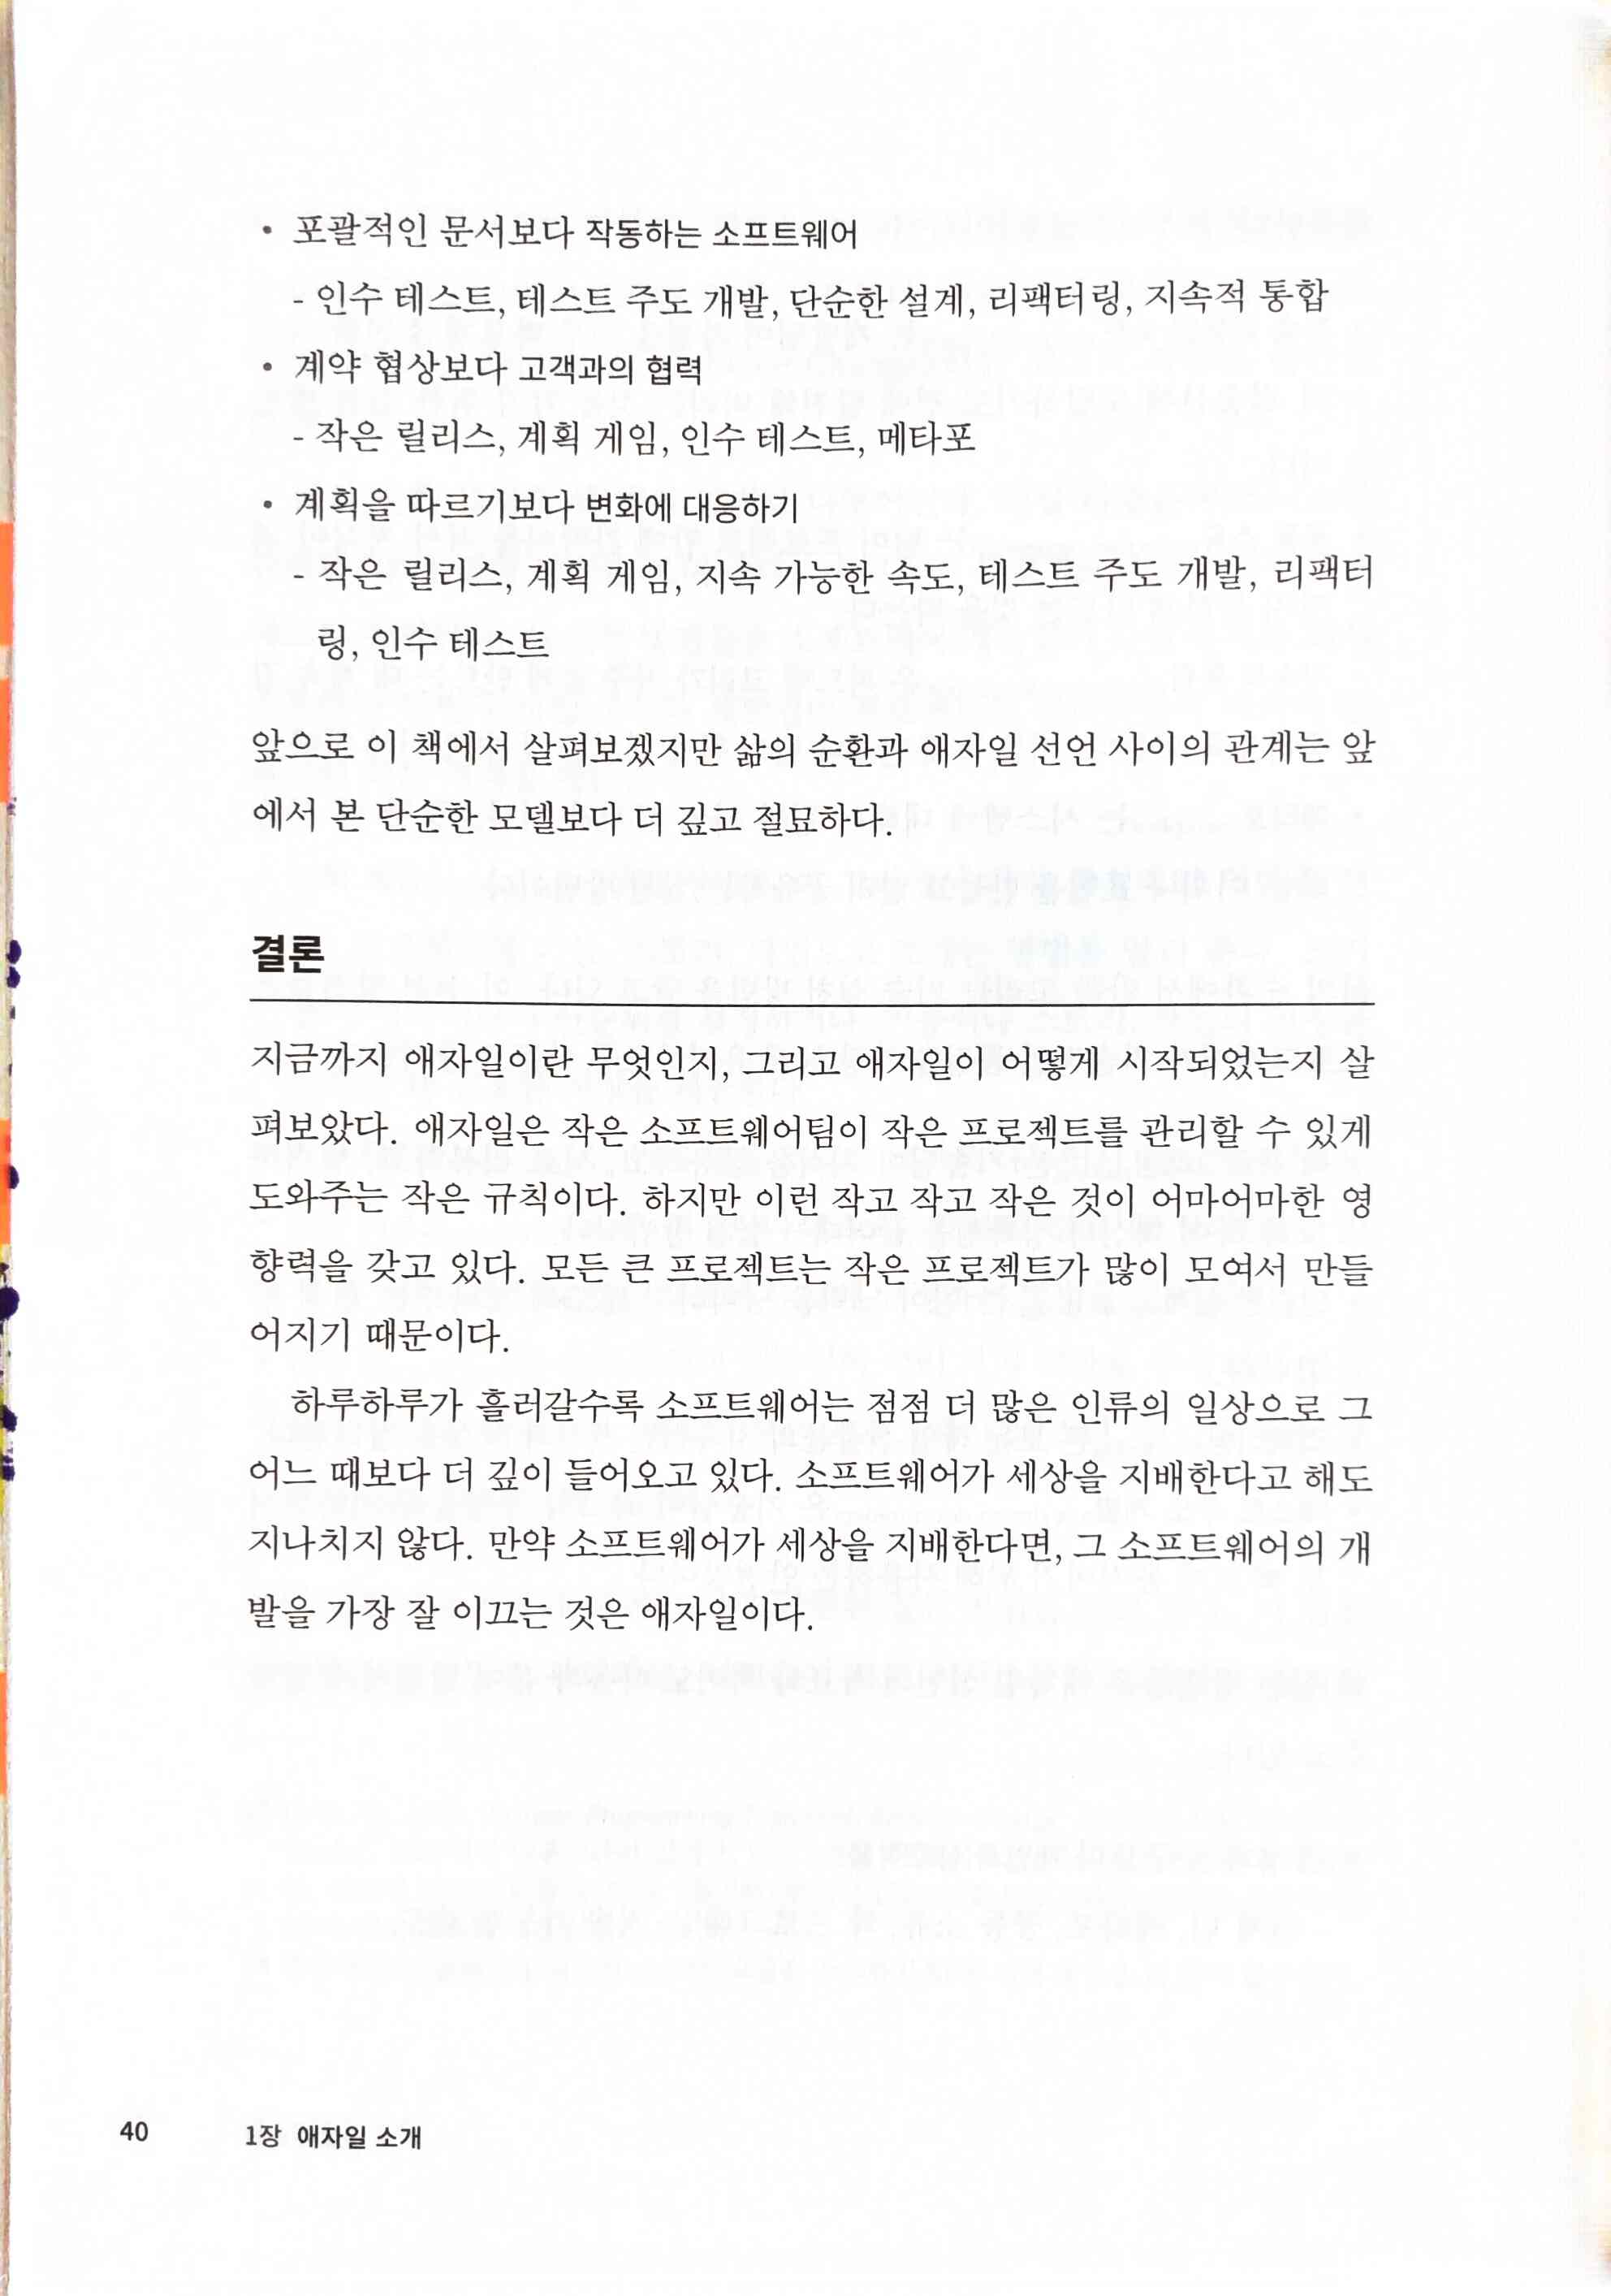 • 포괄적인 문서보다 작동하는 소프트웨어
- 인수 테스트, 테스트 주도 개발, 단순한 설계, 리팩터링, 지속적 통합
• 계약 협상보다 고객과의 협력
- 작은 릴리스, 계획 게임, 인수 테스트, 메타포
• 계획을 따르기보다 변화에 대응하기
- 작은 릴리스, 계획 게임, 지속 가능한 속도, 테스트 주도 개발, 리팩터
링, 인수 테스트
앞으로 이 책에서 살펴보겠지만 삶의 순환과 애자일 선언 사이의 관계는 앞
에서 본 단순한 모델보다 더 깊고 절묘하다.
결론
지금까지 애자일이란 무엇인지, 그리고 애자일이 어떻게 시작되었는지 살
펴보았다. 애자일은 작은 소프트웨어팀이 작은 프로젝트를 관리할 수 있게
도와주는 작은 규칙이다. 하지만 이런 작고 작고 작은 것이 어마어마한 영
향력을 갖고 있다. 모든 큰 프로젝트는 작은 프로젝트가 많이 모여서 만들
어지기 때문이다.
하루하루가 흘러갈수록 소프트웨어는 점점 더 많은 인류의 일상으로 그
어느 때보다 더 깊이 들어오고 있다. 소프트웨어가 세상을 지배한다고 해도
지나치지 않다. 만약 소프트웨어가 세상을 지배한다면, 그 소프트웨어의 개
발을 가장 잘 이끄는 것은 애자일이다.
40 1장 애자일 소개